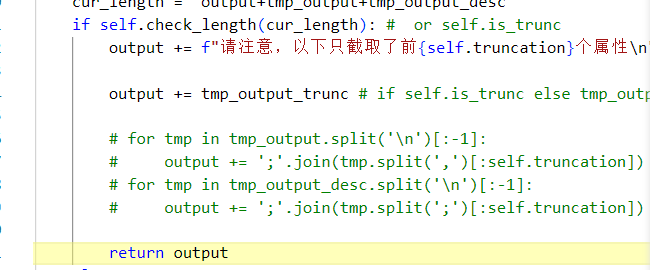 cur_length = output+tmp_output+tmp_output_desc
if self.check_length(cur_length): # or self.is_trunc
output += f"请注意，以下只截取了前{self.truncation}个属性\n
output += tmp_output_trunc # if self.is_trunc else tmp_outp
# for tmp in tmp_output.split('\n')[:-1]:
#     output += ';'.join(tmp.split(',')[:self.truncation])
# for tmp in tmp_output_desc.split('\n')[:-1]:
#     output += ';'.join(tmp.split(';')[:self.truncation])
return output